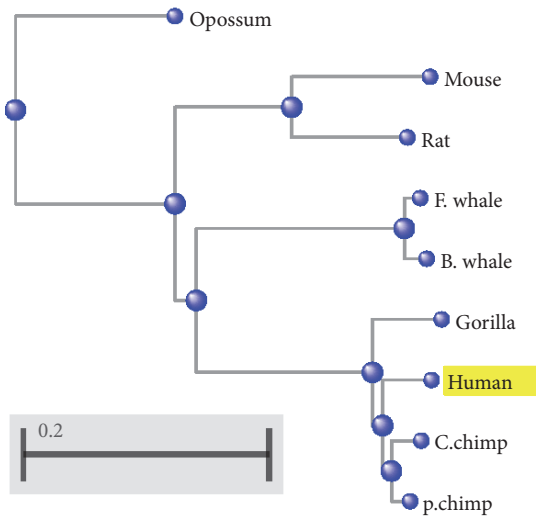 Opossum
Mouse
Rat
F. whale
B. whale
Gorilla
Human
C.chimp
p.chimp
0.2